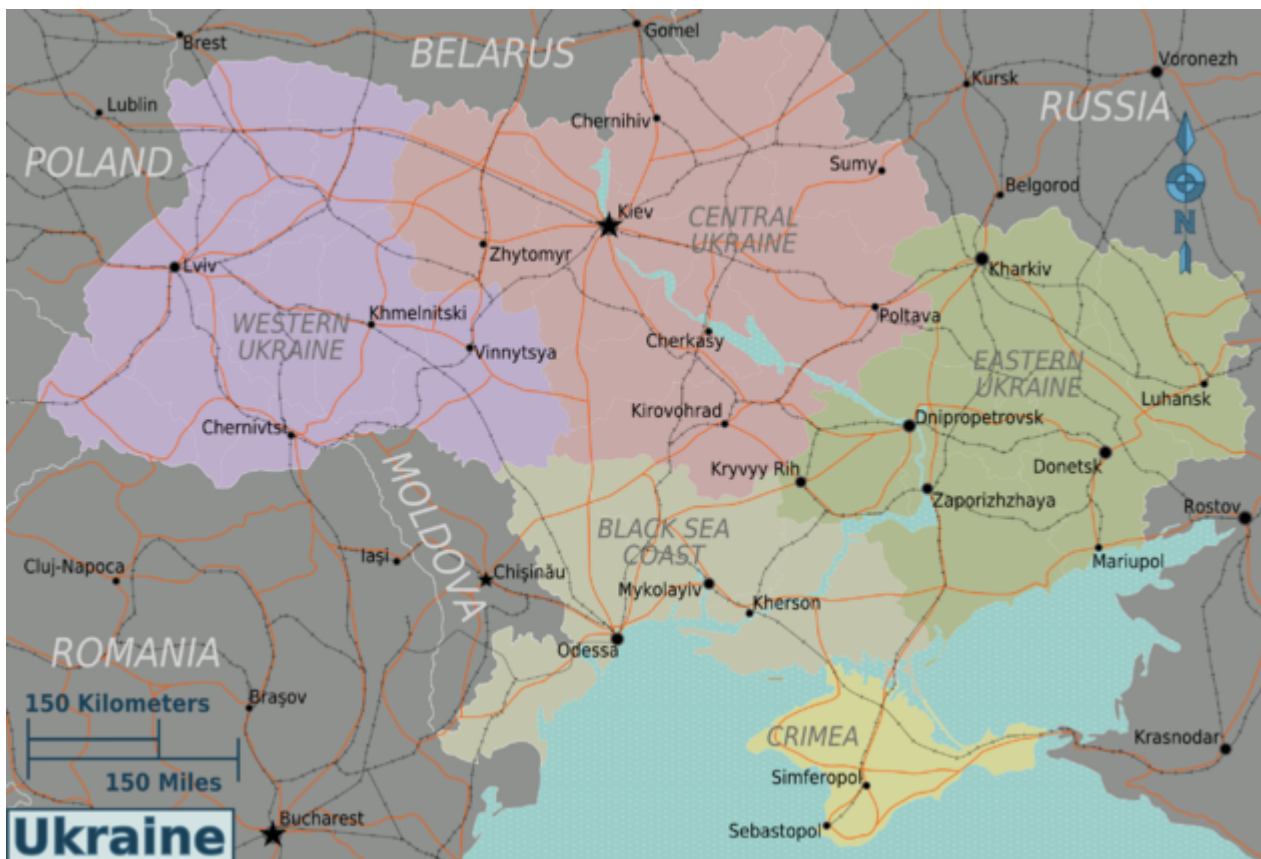 Brest
BELARUS
Gomel
Voronezh
Kursk
RUSSIA
Lublin
Chernihiv
POLAND
Sumy
Belgorod
Kiev
CENTRAL
UKRAINE
N
Zhytomyr
Lviv
Kharkiv
Khmelnitski
WESTERN
UKRAINE
Poltava
Cherkasy
Vinnytsya
EASTERN
UKRAINE
Luhansk
Kirovohrad
Chernivtsi
Dnipropetrovsk
Kryvyy Rih
Donetsk
MOLDOVA
Zaporizhzhaya
Rostov
BLACK SEA
COAST
Iași
Cluj-Napoca
Chişinău
Mariupol
Mykolayiv
Kherson
ROMANIA
Odessa
150 Kilometers
Brașov
CRIMEA
Krasnodar
150 Miles
Simferopol
Bucharest
Sebastopol
Ukraine